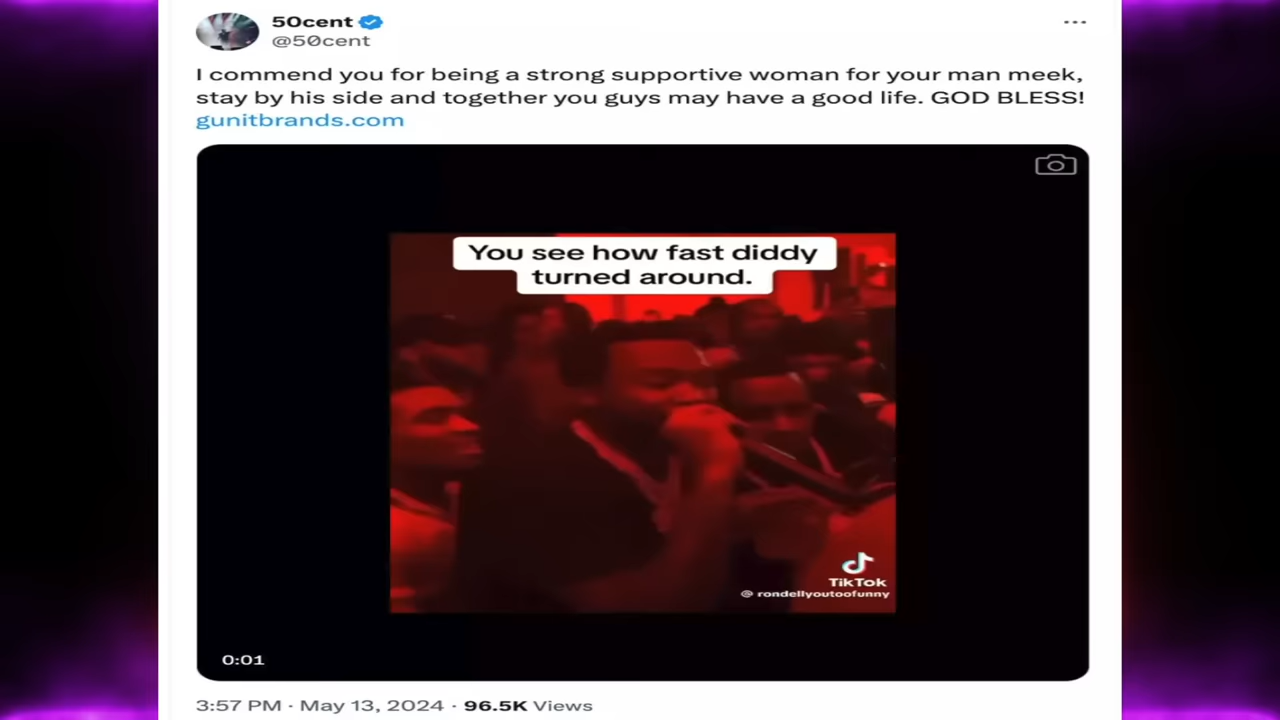 50cent
@50cent
I commend you for being a strong supportive woman for your man meek,
stay by his side and together you guys may have a good life. GOD BLESS!
gunitbrands.com
You see how fast diddy
turned around.
TikTok
@ rondellyoutoofunny
0:01
3:57 PM · May 13, 2024 · 96.5K Views